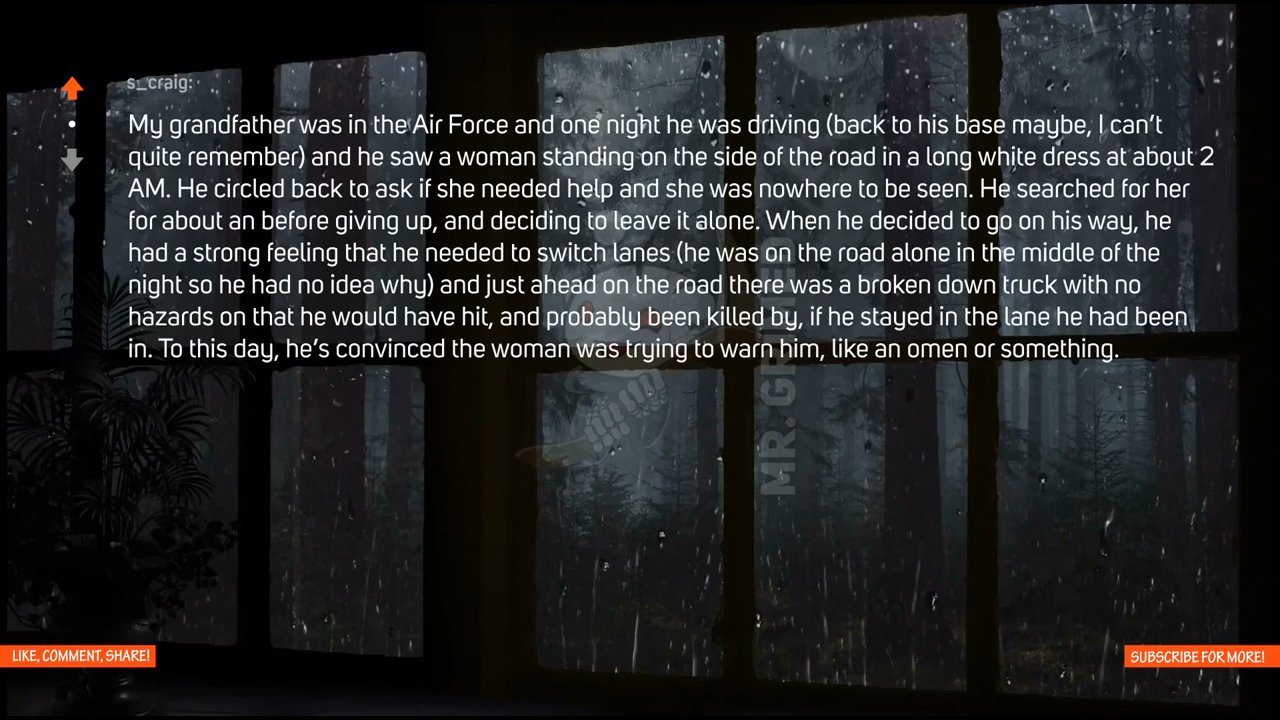 s_craig:
My grandfather was in the Air Force and one night he was driving (back to his base maybe, I can't
quite remember) and he saw a woman standing on the side of the road in a long white dress at about 2
AM. He circled back to ask if she needed help and she was nowhere to be seen. He searched for her
for about an before giving up, and deciding to leave it alone. When he decided to go on his way, he
had a strong feeling that he needed to switch lanes (he was on the road alone in the middle of the
night so he had no idea why) and just ahead on the road there was a broken down truck with no
hazards on that he would have hit, and probably been killed by, if he stayed in the lane he had been
in. To this day, he's convinced the woman was trying to warn him, like an omen or something.
MR.
LIKE, COMMENT, SHARE!
SUBSCRIBE FOR MORE!